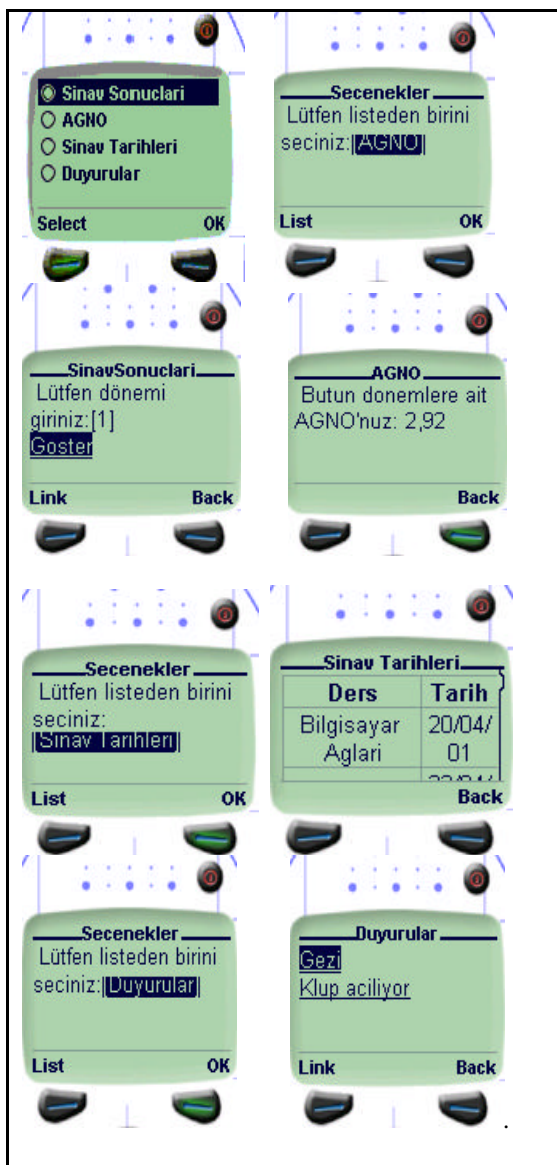 Sinav Sonuclari
AGNO
Sinav Tarihleri
Duyurular
Select OK
Secenekler
Lütfen listeden birini
seciniz:[AGNO]
List OK
SinavSonuclari
Lütfen dönemi
giriniz:[1]
Goster
Link Back
AGNO
Butun donemlere ait
AGNO'nuz: 2,92
Back
Secenekler
Lütfen listeden birini
seciniz:
[Sinav Tarihleri]
List OK
Sinav Tarihleri
Ders Tarih
Bilgisayar 20/04/
Aglari 01
Back
Secenekler
Lütfen listeden birini
seciniz:[Duyurular]
List OK
Duyurular
Gezi
Klup aciliyor
Link Back
.